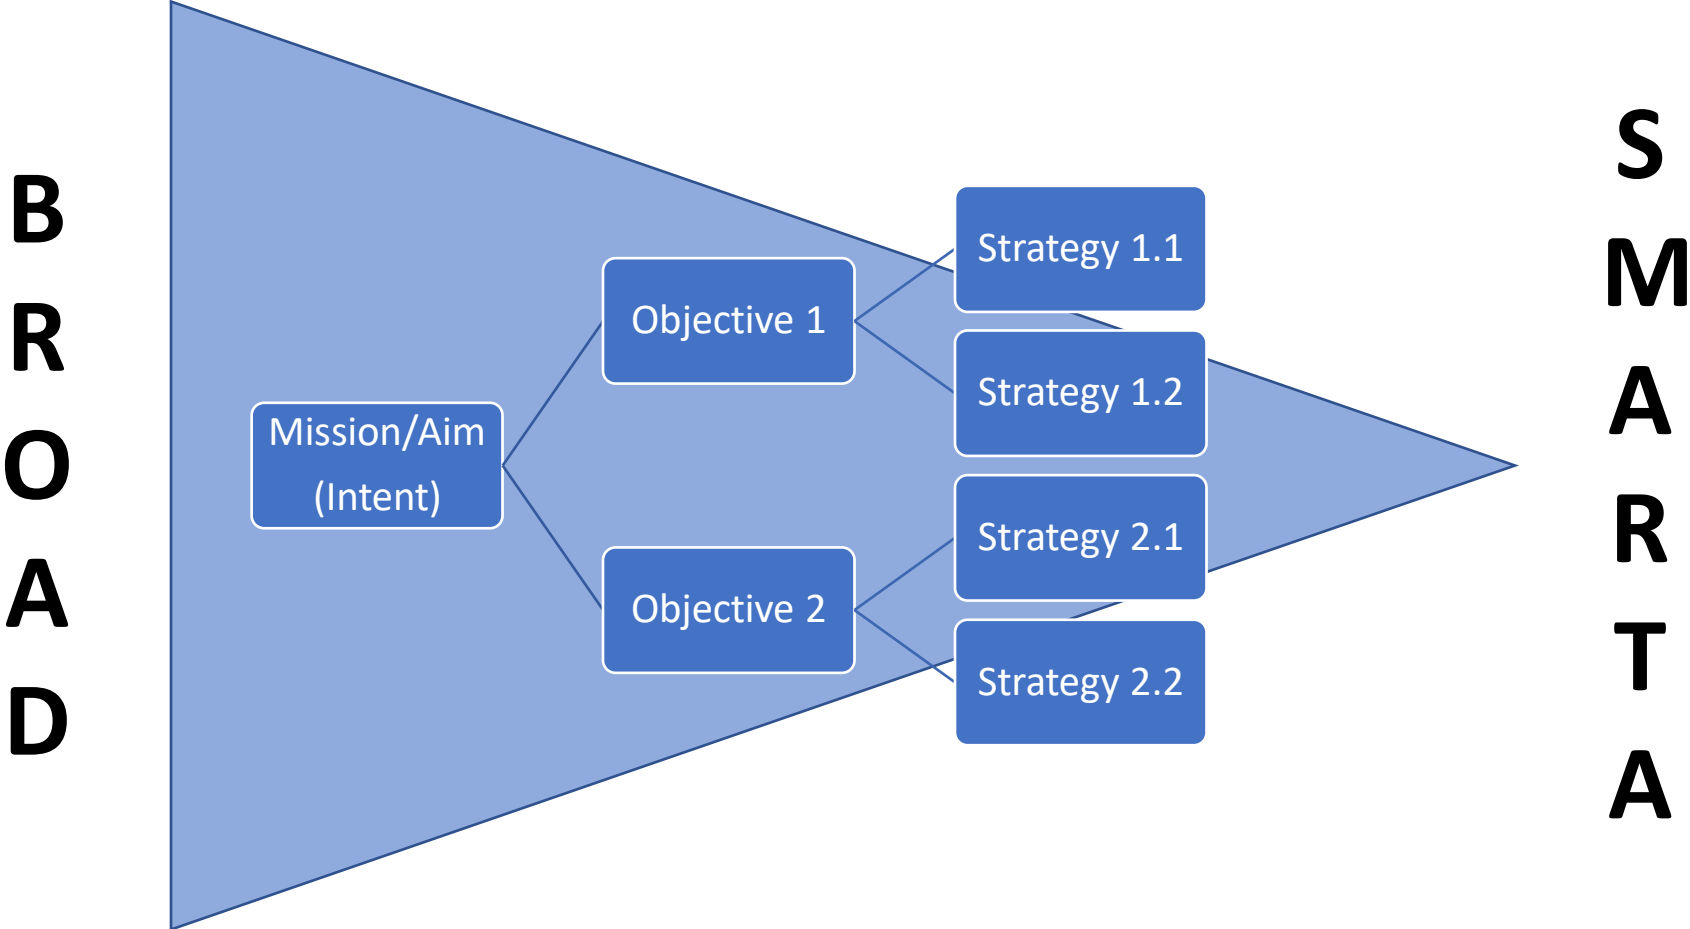 B
R
O
A
D
Mission/Aim
(Intent)
Objective 1
Objective 2
Strategy 1.1
Strategy 1.2
Strategy 2.1
Strategy 2.2
S
M
A
R
T
A